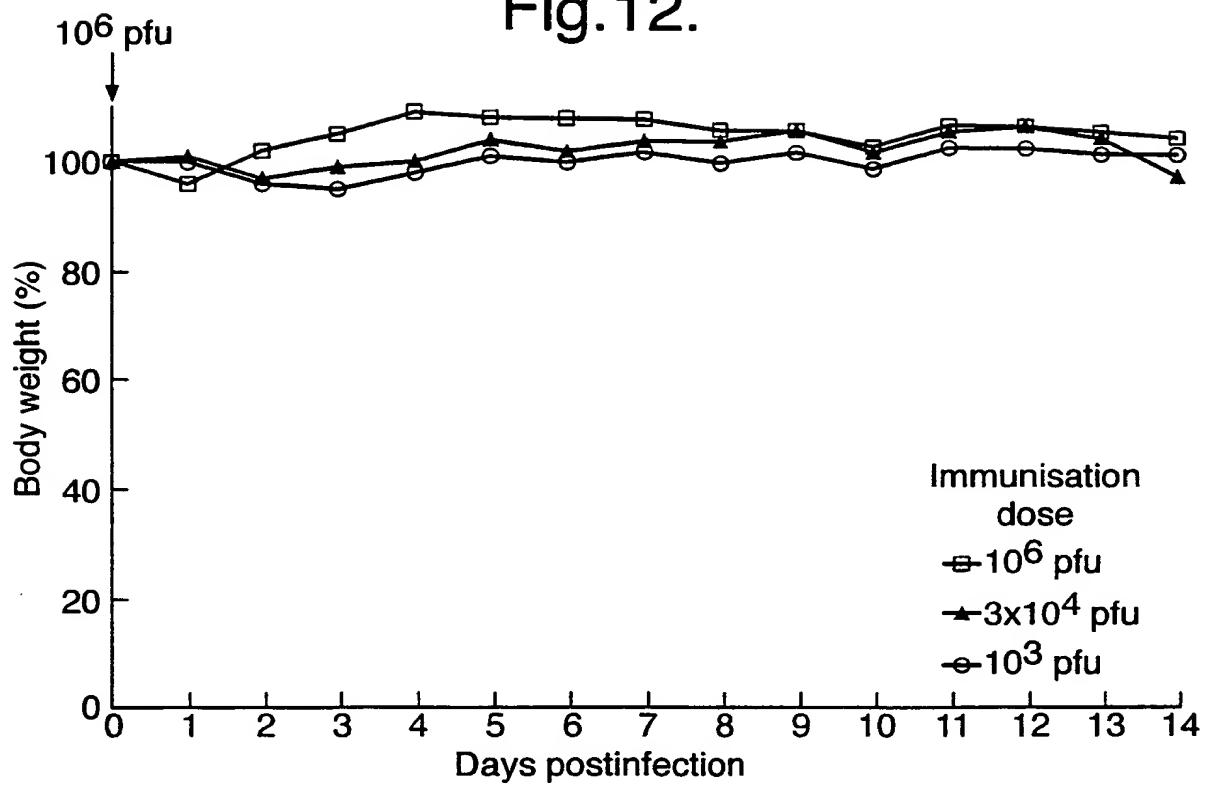 Fig.12.
10⁶ pfu
100
80
60
40
20
0
Body weight (%)
0 1 2 3 4 5 6 7 8 9 10 11 12 13 14
Days postinfection
Immunisation
dose
10⁶ pfu
3x10⁴ pfu
10³ pfu